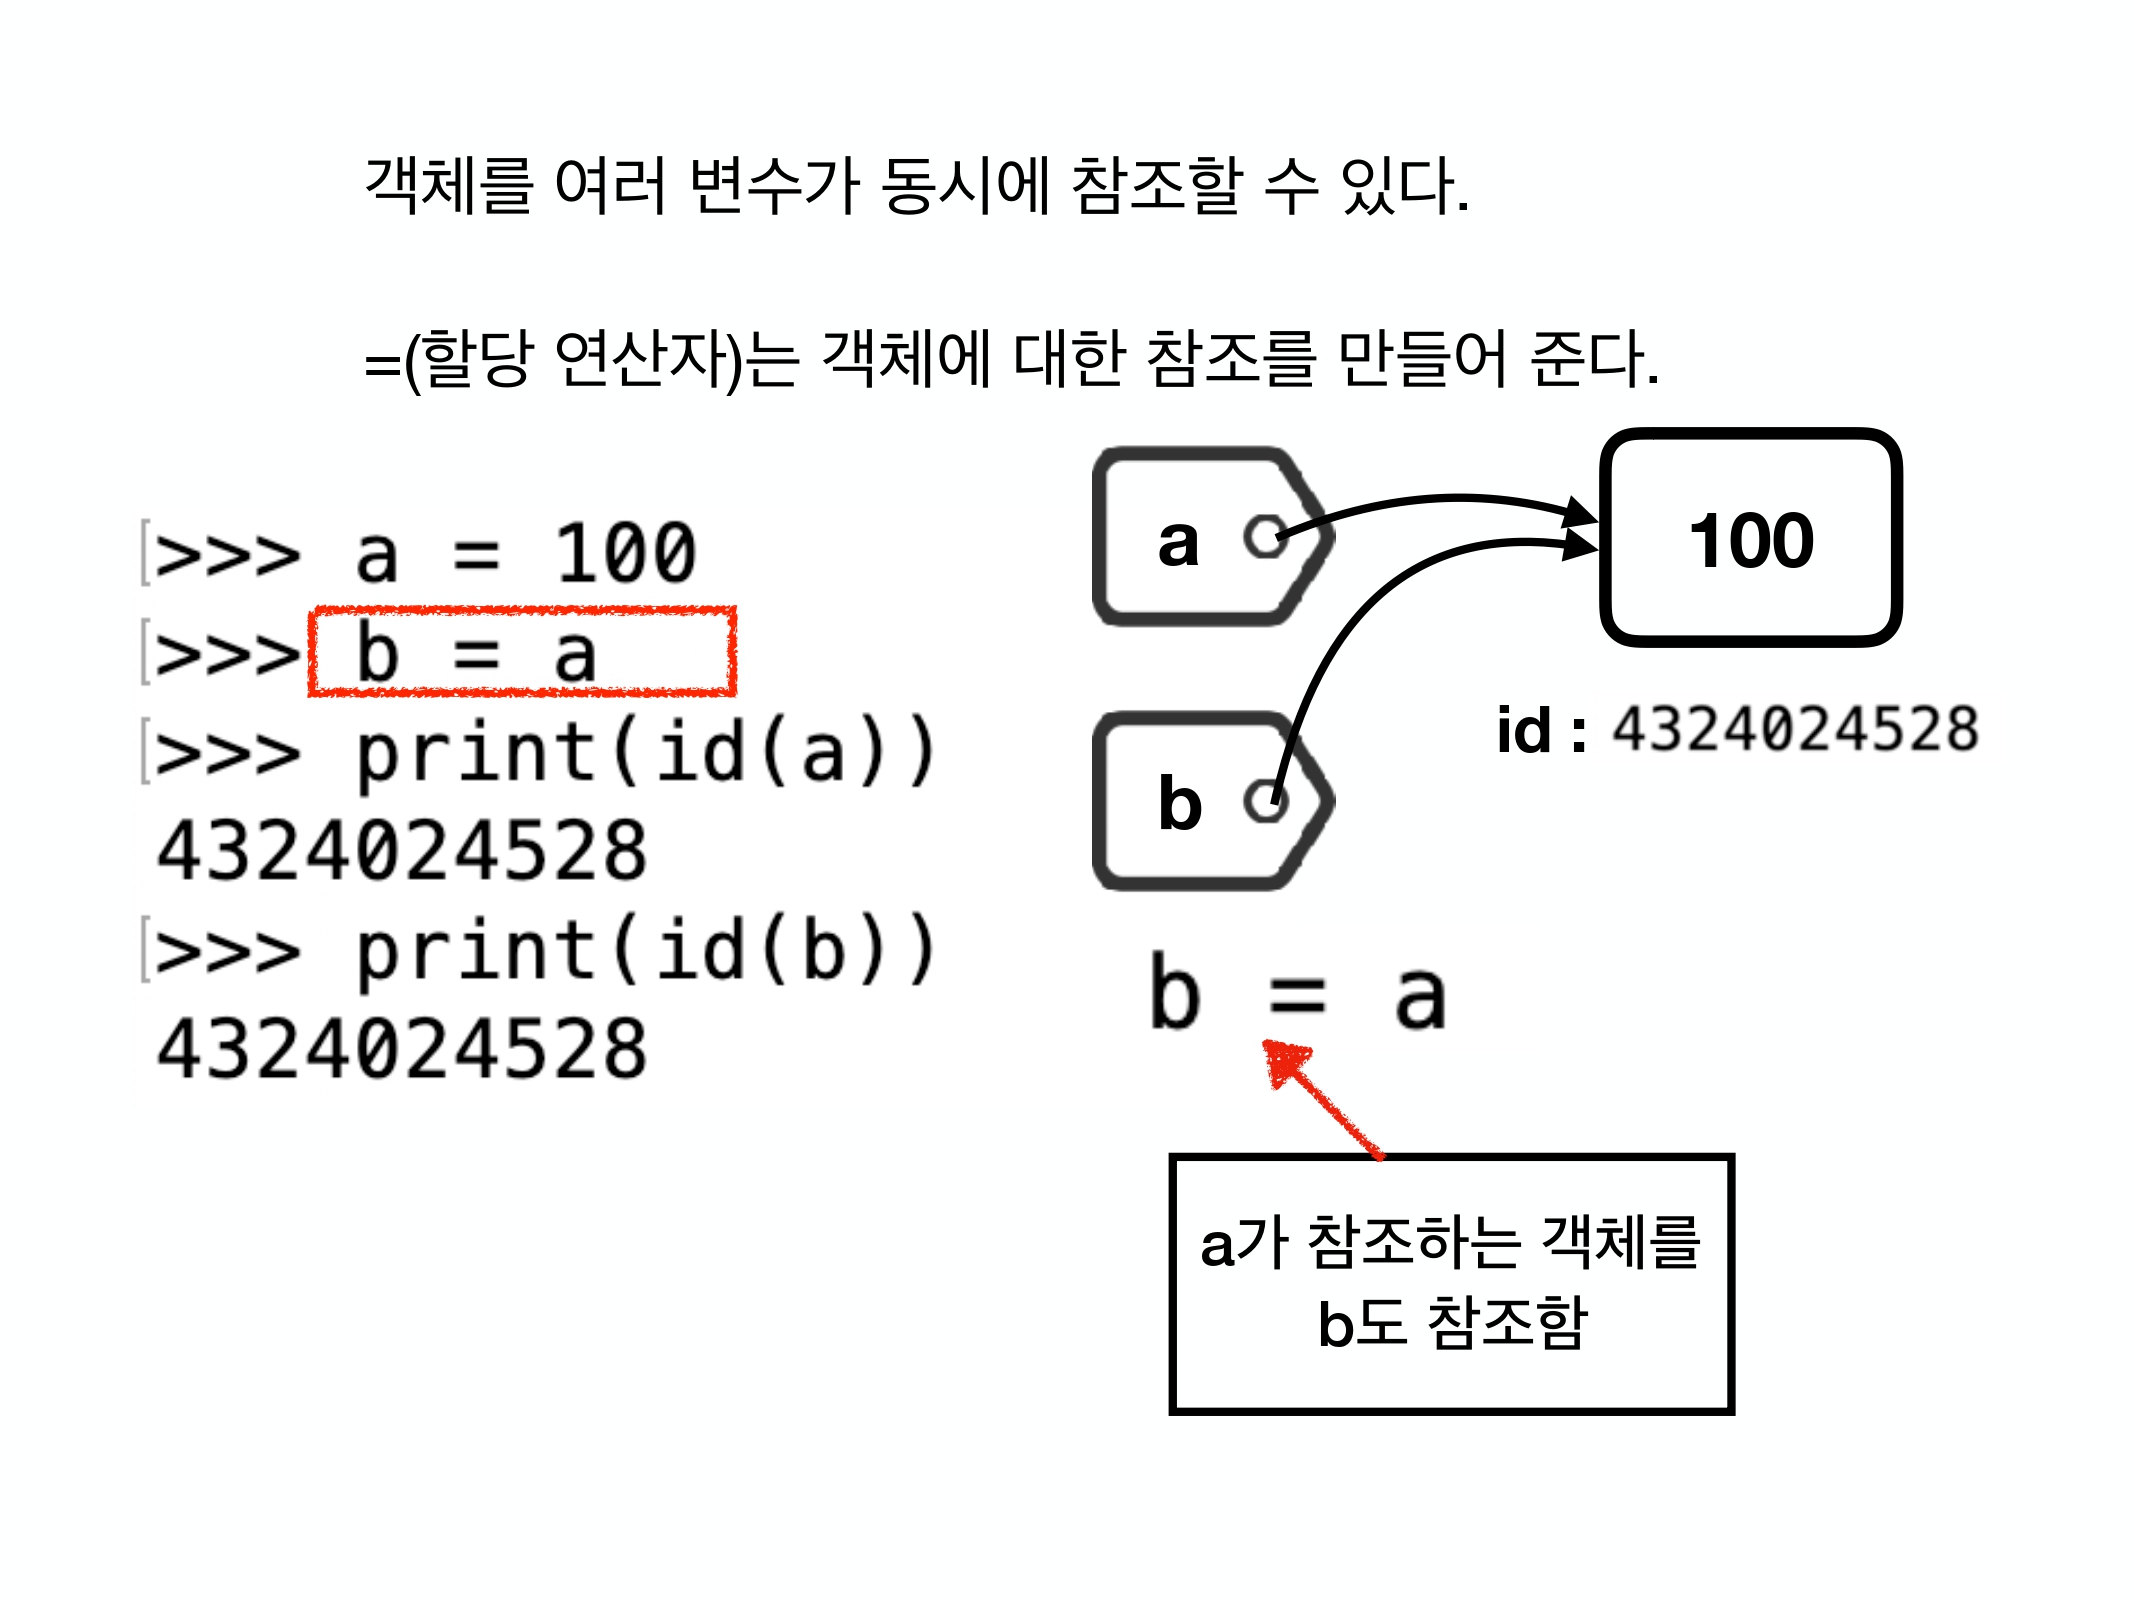 객체를 여러 변수가 동시에 참조할 수 있다.
=(할당 연산자)는 객체에 대한 참조를 만들어 준다.
[>>> a = 100
[>>> b = a
[>>> print(id(a))
4324024528
[>>> print(id(b))
4324024528
a
100
id : 4324024528
b
b = a
a가 참조하는 객체를
b도 참조함